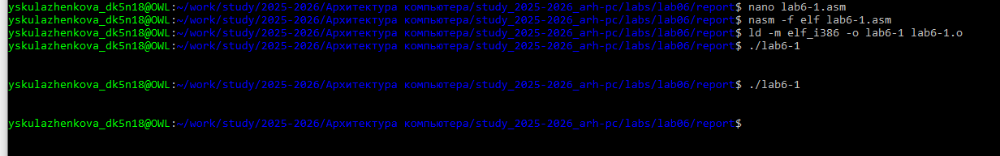 yskulazhenkova_dk5n18@OWL:~/work/study/2025-2026/Архитектура компьютера/study_2025-2026_arh-pc/labs/lab06/report$ nano lab6-1.asm
yskulazhenkova_dk5n18@OWL:~/work/study/2025-2026/Архитектура компьютера/study_2025-2026_arh-pc/labs/lab06/report$ nasm -f elf lab6-1.asm
yskulazhenkova_dk5n18@OWL:~/work/study/2025-2026/Архитектура компьютера/study_2025-2026_arh-pc/labs/lab06/report$ ld -m elf_i386 -o lab6-1 lab6-1.o
yskulazhenkova_dk5n18@OWL:~/work/study/2025-2026/Архитектура компьютера/study_2025-2026_arh-pc/labs/lab06/report$ ./lab6-1
yskulazhenkova_dk5n18@OWL:~/work/study/2025-2026/Архитектура компьютера/study_2025-2026_arh-pc/labs/lab06/report$ ./lab6-1
yskulazhenkova_dk5n18@OWL:~/work/study/2025-2026/Архитектура компьютера/study_2025-2026_arh-pc/labs/lab06/report$